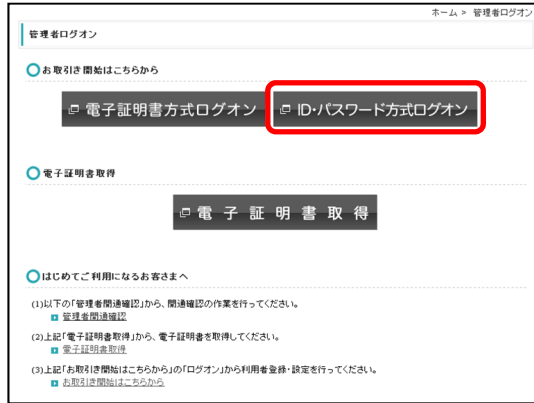 ホーム > 管理者ログオン
管理者ログオン
お取引き開始はこちらから
電子証明書方式ログオン
ID・パスワード方式ログオン
電子証明書取得
電子証明書取得
はじめてご利用になるお客さまへ
(1)以下の「管理者開通確認」から、開通確認の作業を行ってください。
管理者開通確認
(2)上記「電子証明書取得」から、電子証明書を取得してください。
電子証明書取得
(3)上記「お取引き開始はこちらから」の「ログオン」から利用者登録・設定を行ってください。
お取引き開始はこちらから